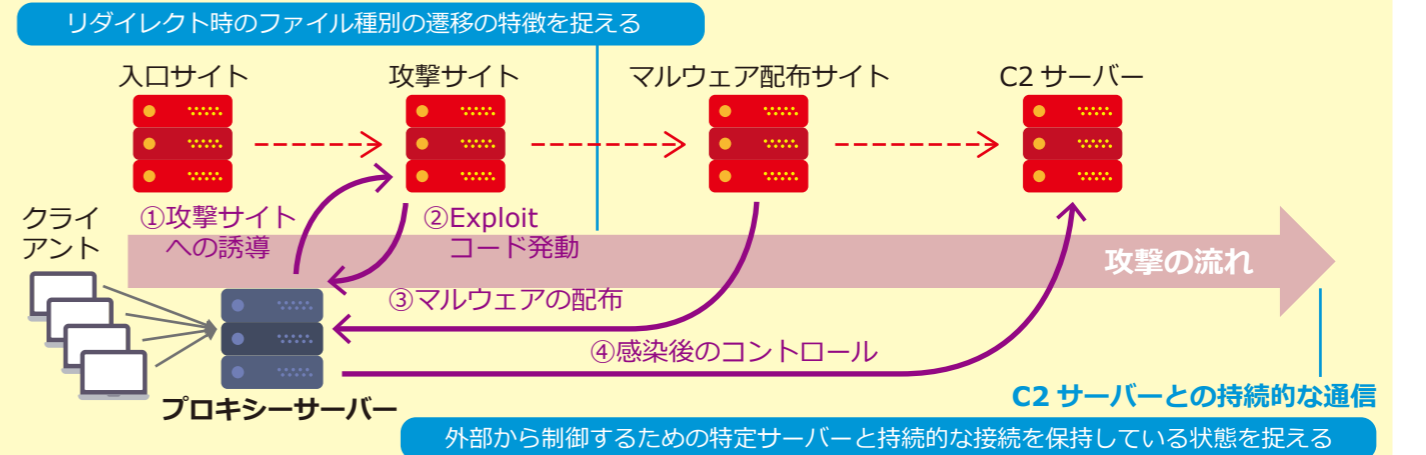 リダイレクト時のファイル種別の遷移の特徴を捉える
入口サイト
攻撃サイト
マルウェア配布サイト
C2 サーバー
クライ
アント
①攻撃サイト
への誘導
②Exploit
コード発動
攻撃の流れ
③マルウェアの配布
④感染後のコントロール
プロキシーサーバー
C2 サーバーとの持続的な通信
外部から制御するための特定サーバーと持続的な接続を保持している状態を捉える